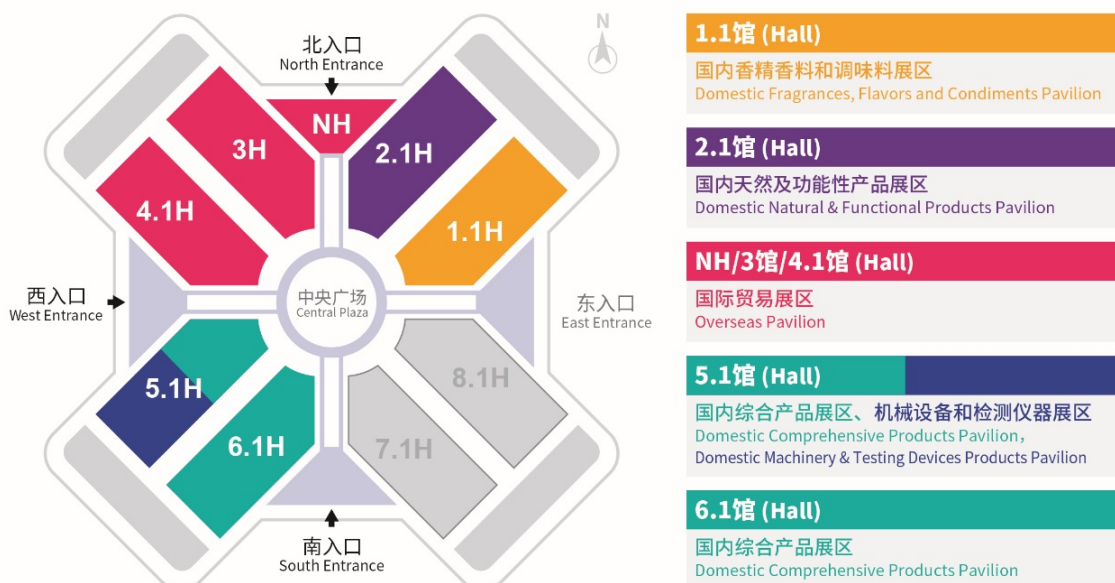 北入口
North Entrance
N
NH
3H
2.1H
4.1H
1.1H
西入口
West Entrance
中央广场
Central Plaza
东入口
East Entrance
5.1H
6.1H
7.1H
8.1H
南入口
South Entrance
1.1馆 (Hall)
国内香精香料和调味料展区
Domestic Fragrances, Flavors and Condiments Pavilion
2.1馆 (Hall)
国内天然及功能性产品展区
Domestic Natural & Functional Products Pavilion
NH/3馆/4.1馆 (Hall)
国际贸易展区
Overseas Pavilion
5.1馆 (Hall)
国内综合产品展区、机械设备和检测仪器展区
Domestic Comprehensive Products Pavilion，
Domestic Machinery & Testing Devices Products Pavilion
6.1馆 (Hall)
国内综合产品展区
Domestic Comprehensive Products Pavilion